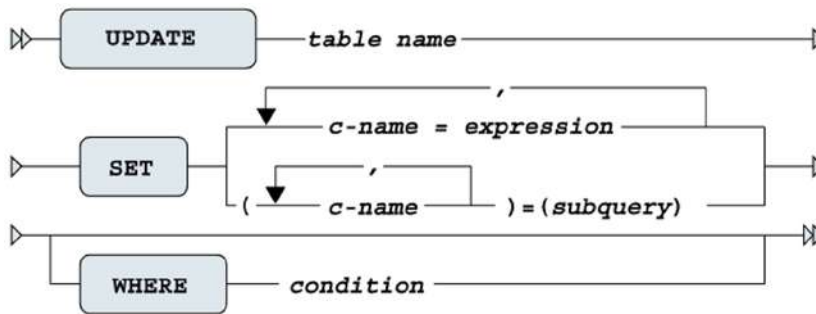 UPDATE table name
,
c-name = expression
SET
,
( c-name )=(subquery)
WHERE condition